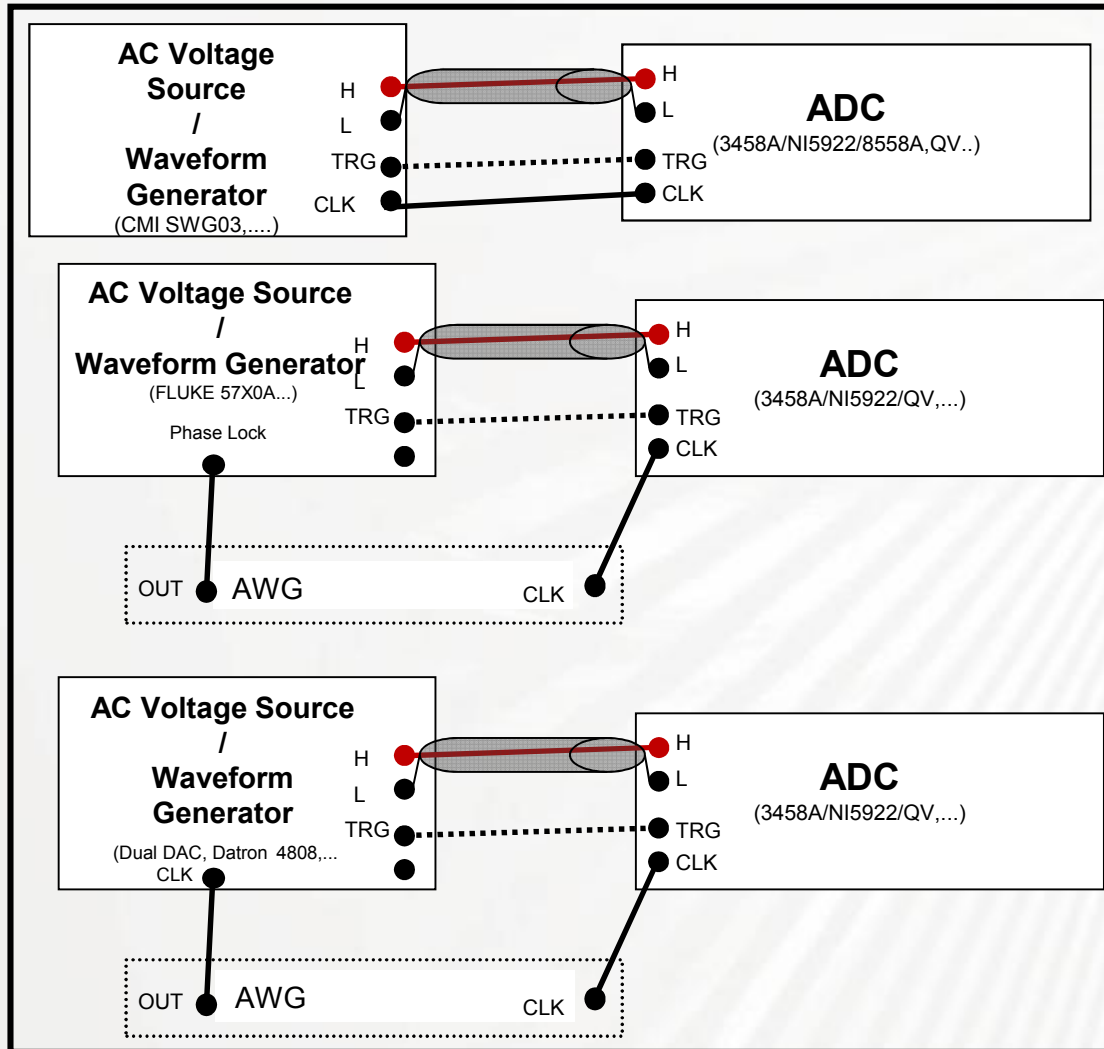 AC Voltage
Source
/
Waveform
Generator
(CMI SWG03,....)
H
L
TRG
CLK
H
L
TRG
CLK
ADC
(3458A/NI5922/8558A,QV..)
AC Voltage Source
/
Waveform Generator
(FLUKE 57X0A...)
Phase Lock
H
L
TRG
H
L
TRG
CLK
ADC
(3458A/NI5922/QV,...)
OUT
AWG
CLK
AC Voltage Source
/
Waveform
Generator
(Dual DAC, Datron 4808,...
CLK
H
L
TRG
H
L
TRG
CLK
ADC
(3458A/NI5922/QV,...)
OUT
AWG
CLK